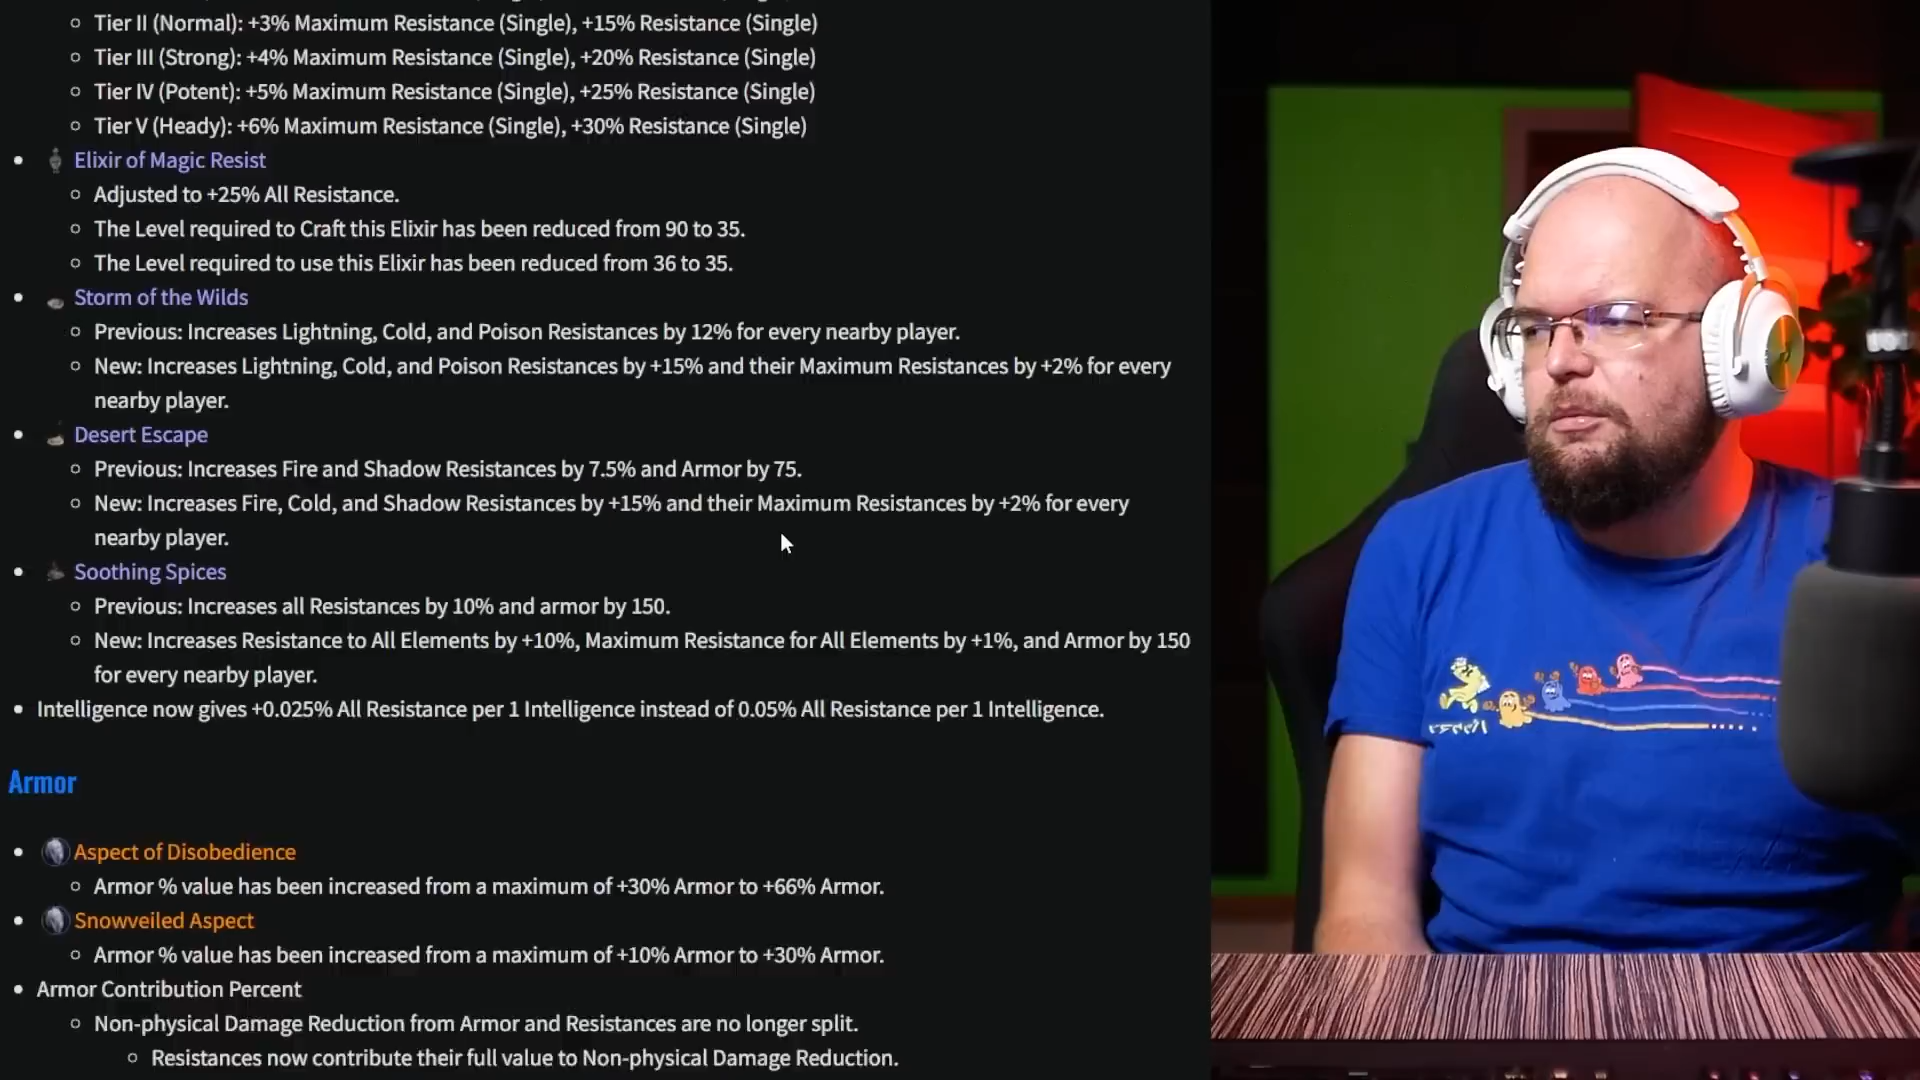 Tier II (Normal): +3% Maximum Resistance (Single), +15% Resistance (Single)
Tier III (Strong): +4% Maximum Resistance (Single), +20% Resistance (Single)
Tier IV (Potent): +5% Maximum Resistance (Single), +25% Resistance (Single)
Tier V (Heady): +6% Maximum Resistance (Single), +30% Resistance (Single)
Elixir of Magic Resist
Adjusted to +25% All Resistance.
The Level required to Craft this Elixir has been reduced from 90 to 35.
The Level required to use this Elixir has been reduced from 36 to 35.
Storm of the Wilds
Previous: Increases Lightning, Cold, and Poison Resistances by 12% for every nearby player.
New: Increases Lightning, Cold, and Poison Resistances by +15% and their Maximum Resistances by +2% for every
nearby player.
Desert Escape
Previous: Increases Fire and Shadow Resistances by 7.5% and Armor by 75.
New: Increases Fire, Cold, and Shadow Resistances by +15% and their Maximum Resistances by +2% for every
nearby player.
Soothing Spices
Previous: Increases all Resistances by 10% and armor by 150.
New: Increases Resistance to All Elements by +10%, Maximum Resistance for All Elements by +1%, and Armor by 150
for every nearby player.
Intelligence now gives +0.025% All Resistance per 1 Intelligence instead of 0.05% All Resistance per 1 Intelligence.
Armor
Aspect of Disobedience
Armor % value has been increased from a maximum of +30% Armor to +66% Armor.
Snowveiled Aspect
Armor % value has been increased from a maximum of +10% Armor to +30% Armor.
Armor Contribution Percent
Non-physical Damage Reduction from Armor and Resistances are no longer split.
Resistances now contribute their full value to Non-physical Damage Reduction.